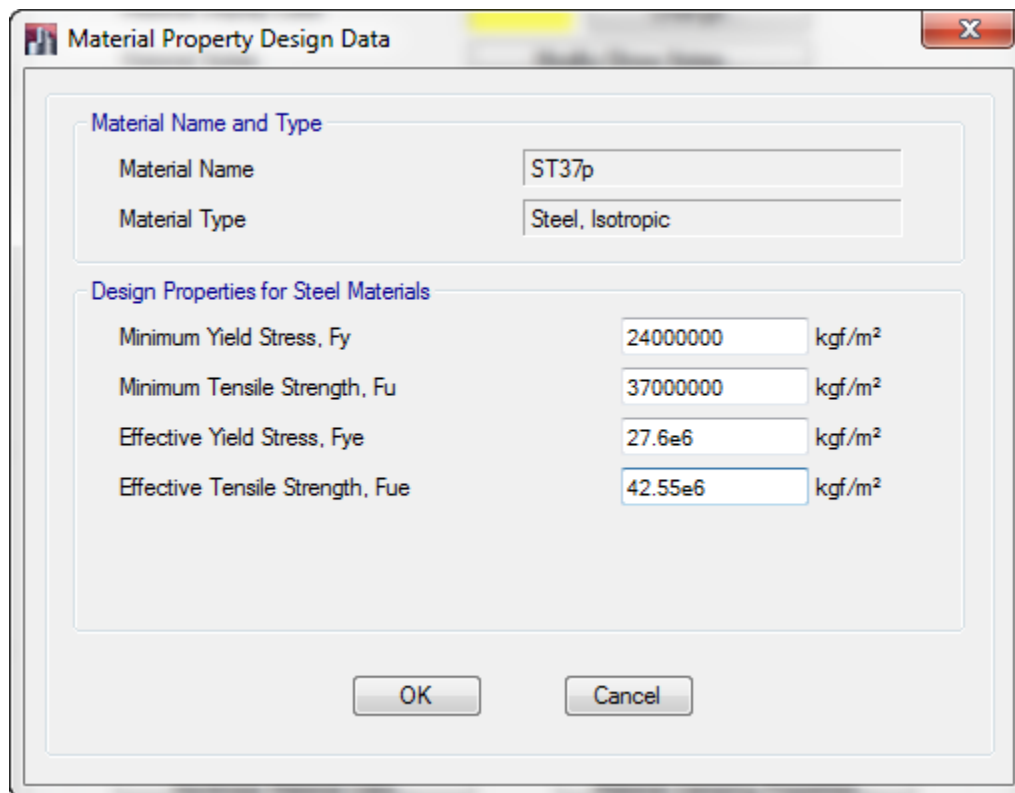 Material Property Design Data
Material Name and Type
Material Name ST37p
Material Type Steel, Isotropic
Design Properties for Steel Materials
Minimum Yield Stress, Fy 24000000 kgf/m²
Minimum Tensile Strength, Fu 37000000 kgf/m²
Effective Yield Stress, Fye 27.6e6 kgf/m²
Effective Tensile Strength, Fue 42.55e6 kgf/m²
OK Cancel